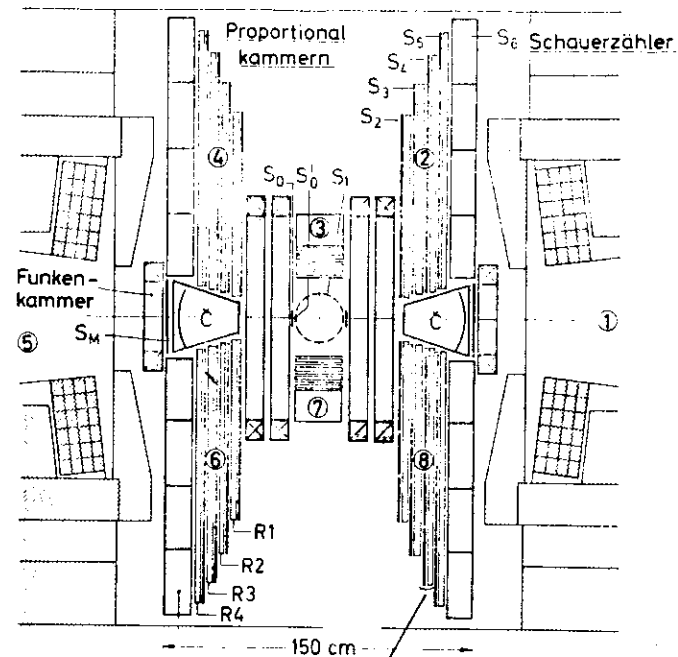 Proportional
kammern
S₅
S₆
Schauerzähler
S₄
S₃
S₂
④
②
S₀
S₀'
S₁
③
Funken-
kammer
Č
Č
①
⑤
S_M
⑦
⑥
⑧
R1
R2
R3
R4
150 cm